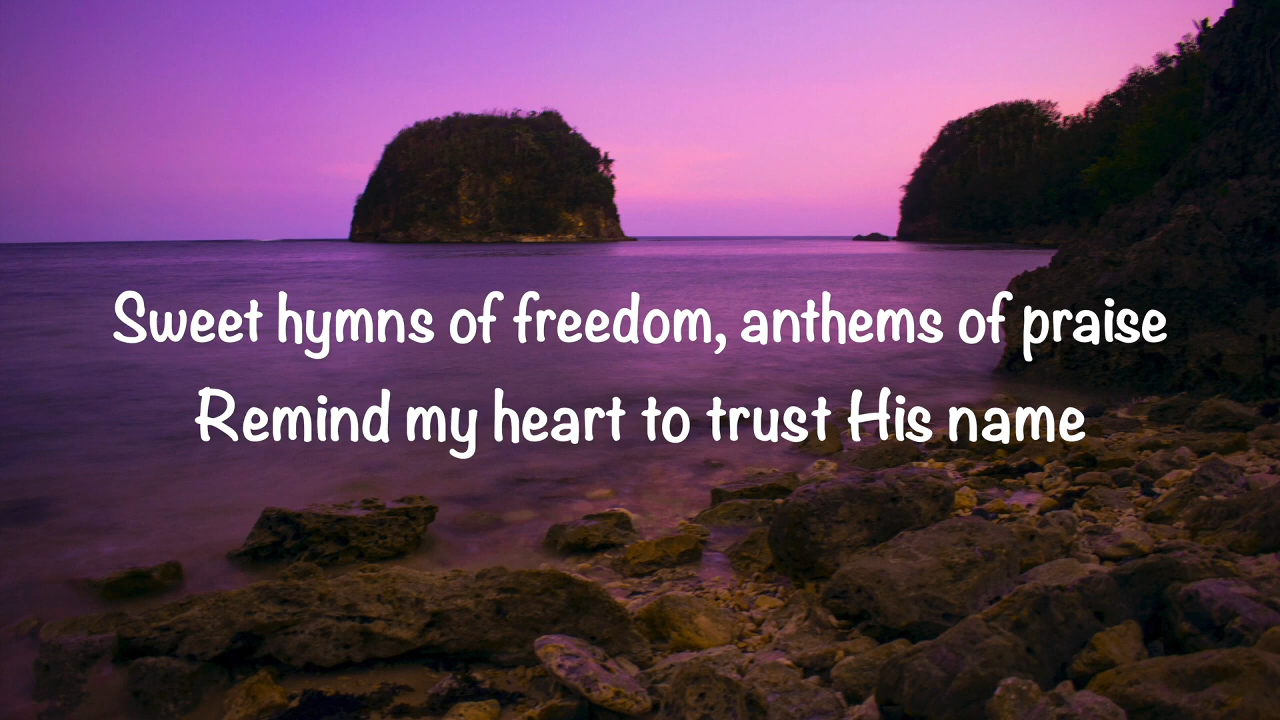 Sweet hymns of freedom, anthems of praise
Remind my heart to trust His name